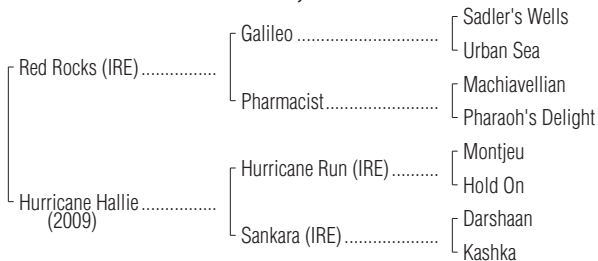 Sadler's Wells
Galileo ..............................
Urban Sea
Red Rocks (IRE) ................
Machiavellian
Pharmacist........................
Pharaoh's Delight
Montjeu
Hurricane Run (IRE) ..........
Hold On
Hurricane Hallie ................
(2009)
Darshaan
Sankara (IRE) ....................
Kashka